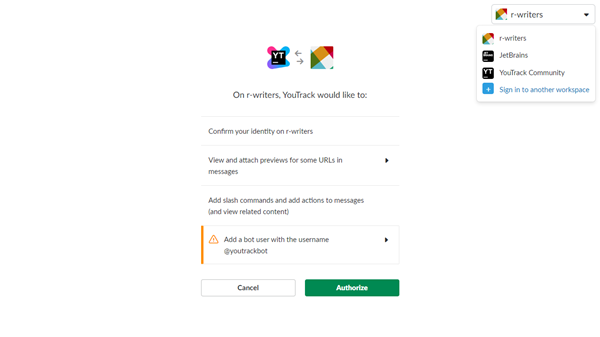 r-writers
r-writers
JetBrains
YouTrack Community
Sign in to another workspace
YT
On r-writers, YouTrack would like to:
Confirm your identity on r-writers
View and attach previews for some URLs in
messages
Add slash commands and add actions to messages
(and view related content)
Add a bot user with the username
@youtrackbot
Cancel
Authorize